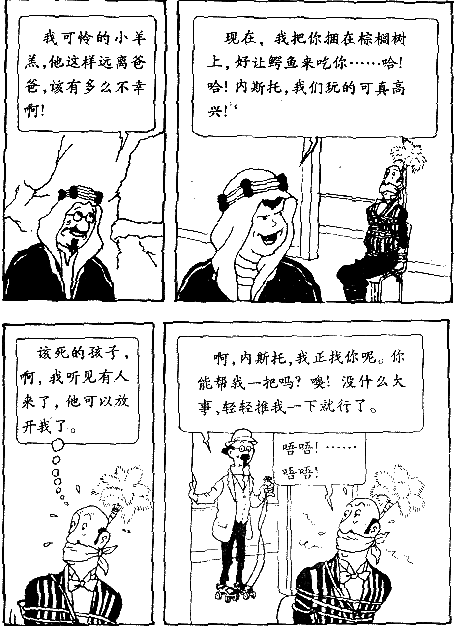 我可怜的小羊
羔,他这样远离爸
爸,该有多么不幸
啊!
现在,我把你捆在棕榈树
上,好让鳄鱼来吃你……哈!
哈!内斯托,我们玩的可真高
兴!
该死的孩子,
啊,我听见有人
来了,他可以放
开我了。
啊,内斯托,我正找你呢。你
能帮我一把吗?噢!没什么大
事,轻轻推我一下就行了。
唔唔!……
唔唔!